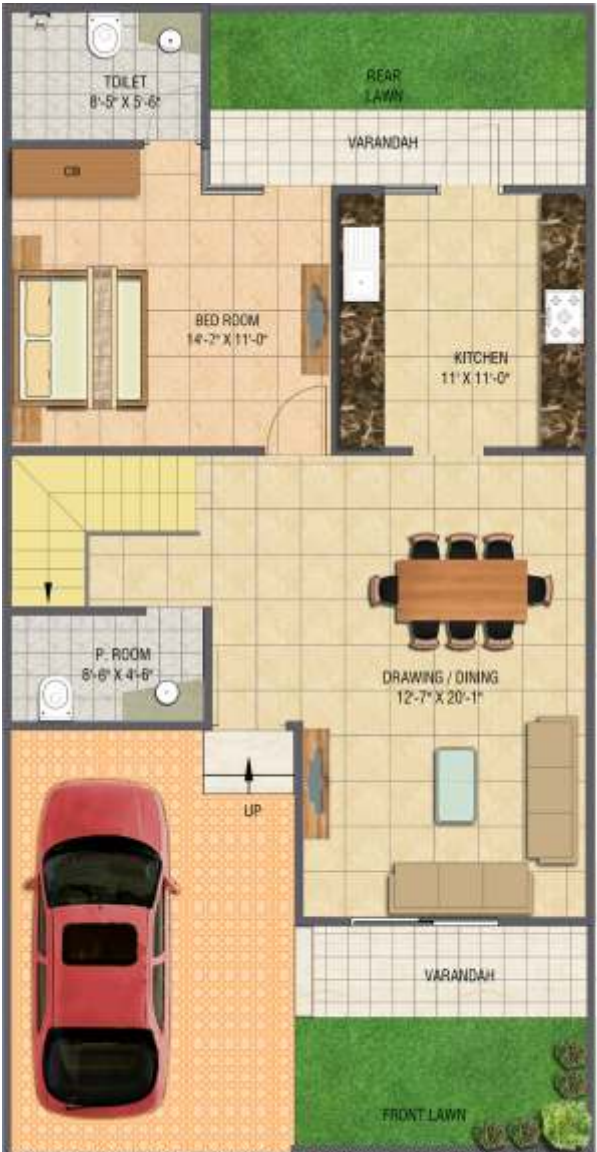 TOILET
8'-5" X 5'-6"
REAR
LAWN
VARANDAH
CB
BED ROOM
14'-7" X 11'-0"
KITCHEN
11' X 11'-0"
P. ROOM
8'-6" X 4'-6"
DRAWING / DINING
12'-7" X 20'-1"
UP
VARANDAH
FRONT LAWN